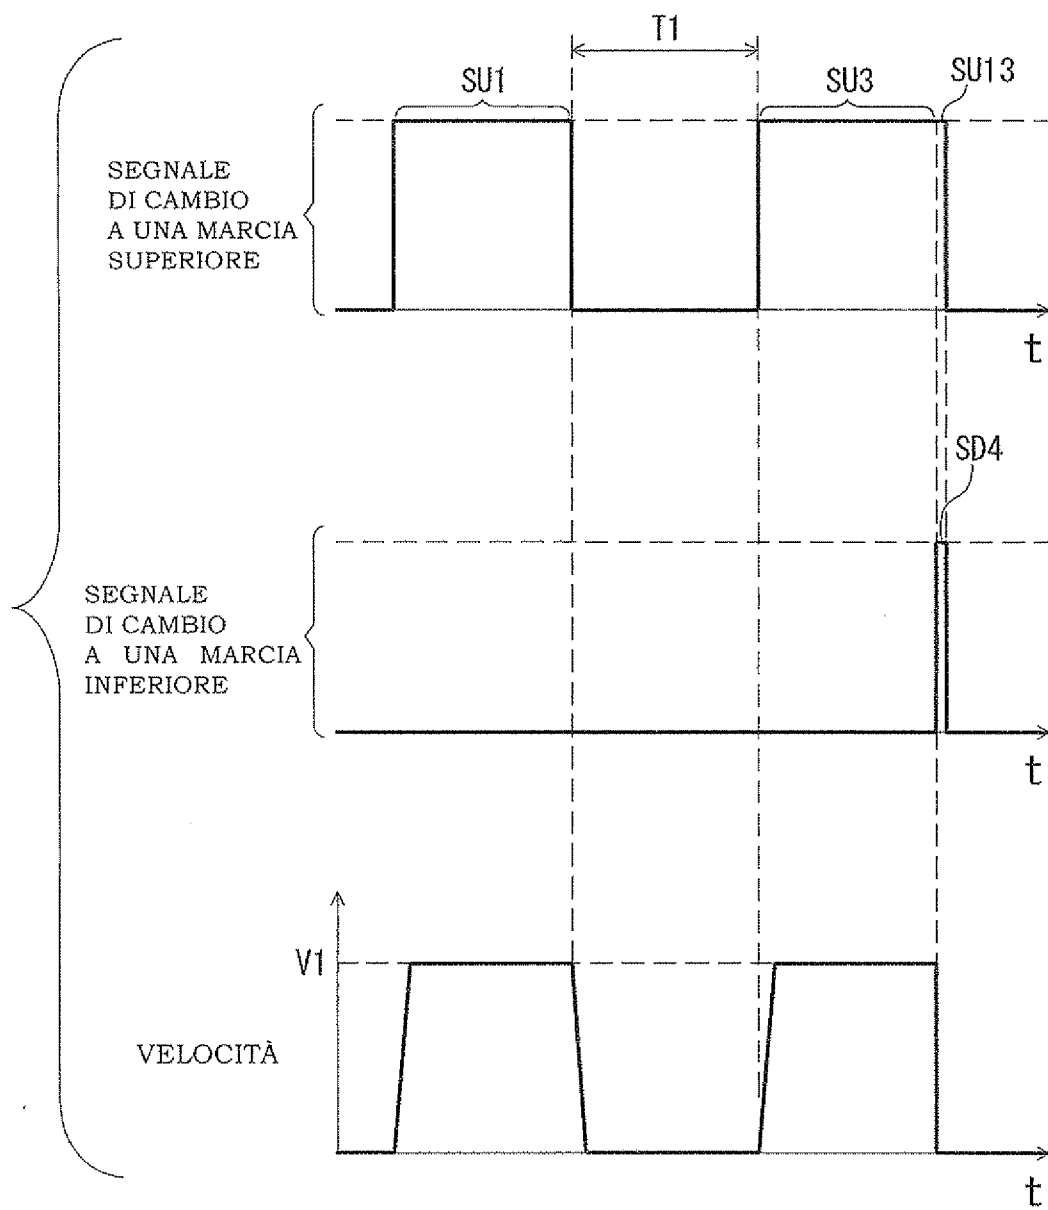 T1
SU1
SU3
SU13
SEGNALE
DI CAMBIO
A UNA MARCIA
SUPERIORE
t
SD4
SEGNALE
DI CAMBIO
A UNA MARCIA
INFERIORE
t
V1
VELOCITÀ
t